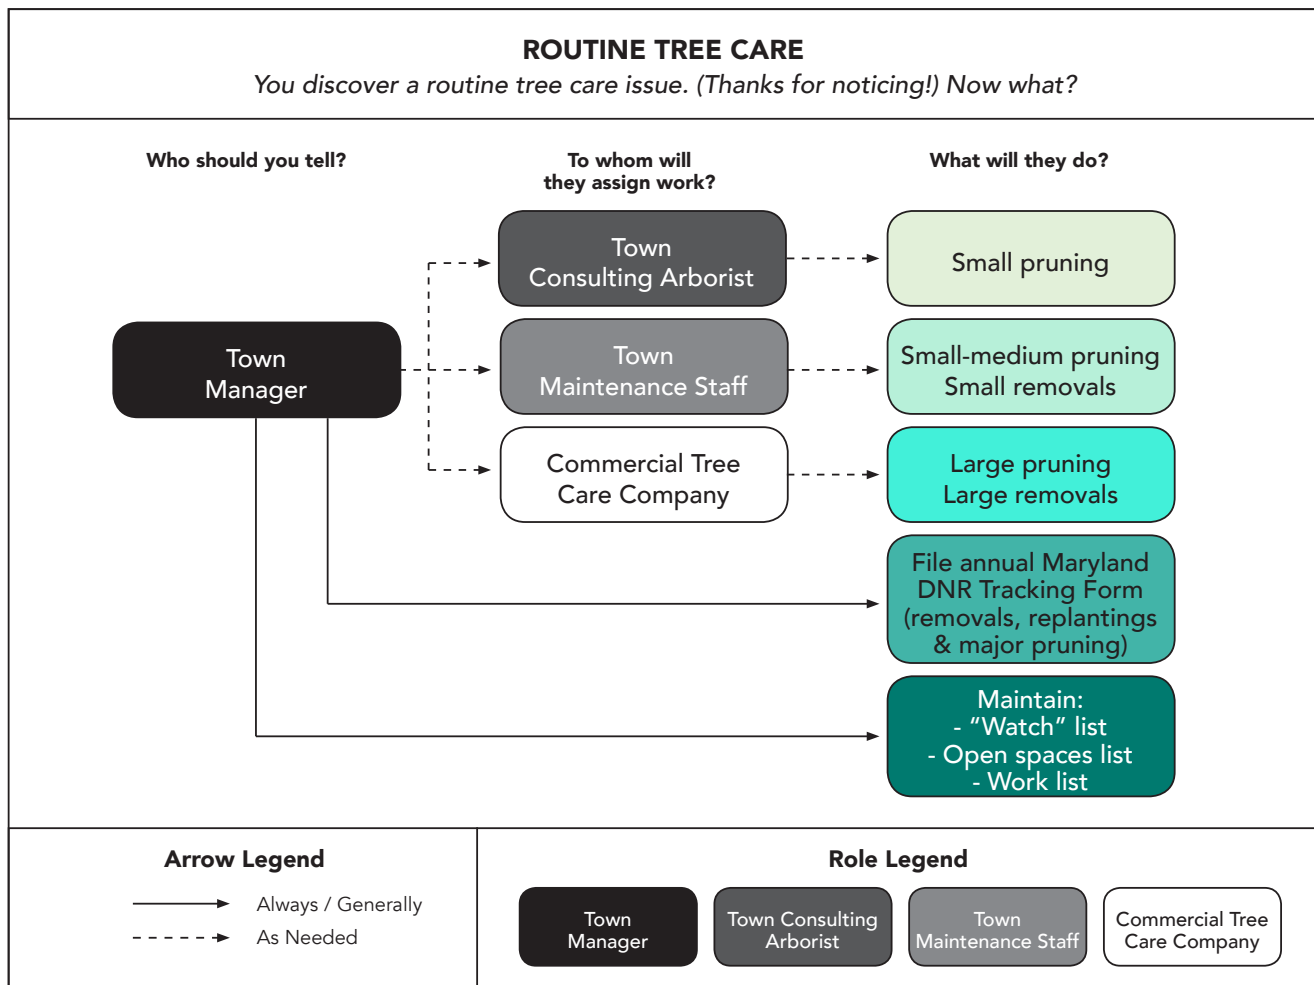 ROUTINE TREE CARE
You discover a routine tree care issue. (Thanks for noticing!) Now what?
Who should you tell?
To whom will
they assign work?
What will they do?
Town
Manager
Town
Consulting Arborist
Small pruning
Town
Maintenance Staff
Small-medium pruning
Small removals
Commercial Tree
Care Company
Large pruning
Large removals
File annual Maryland
DNR Tracking Form
(removals, replantings
& major pruning)
Maintain:
- “Watch” list
- Open spaces list
- Work list
Arrow Legend
Always / Generally
As Needed
Role Legend
Town
Manager
Town Consulting
Arborist
Town
Maintenance Staff
Commercial Tree
Care Company